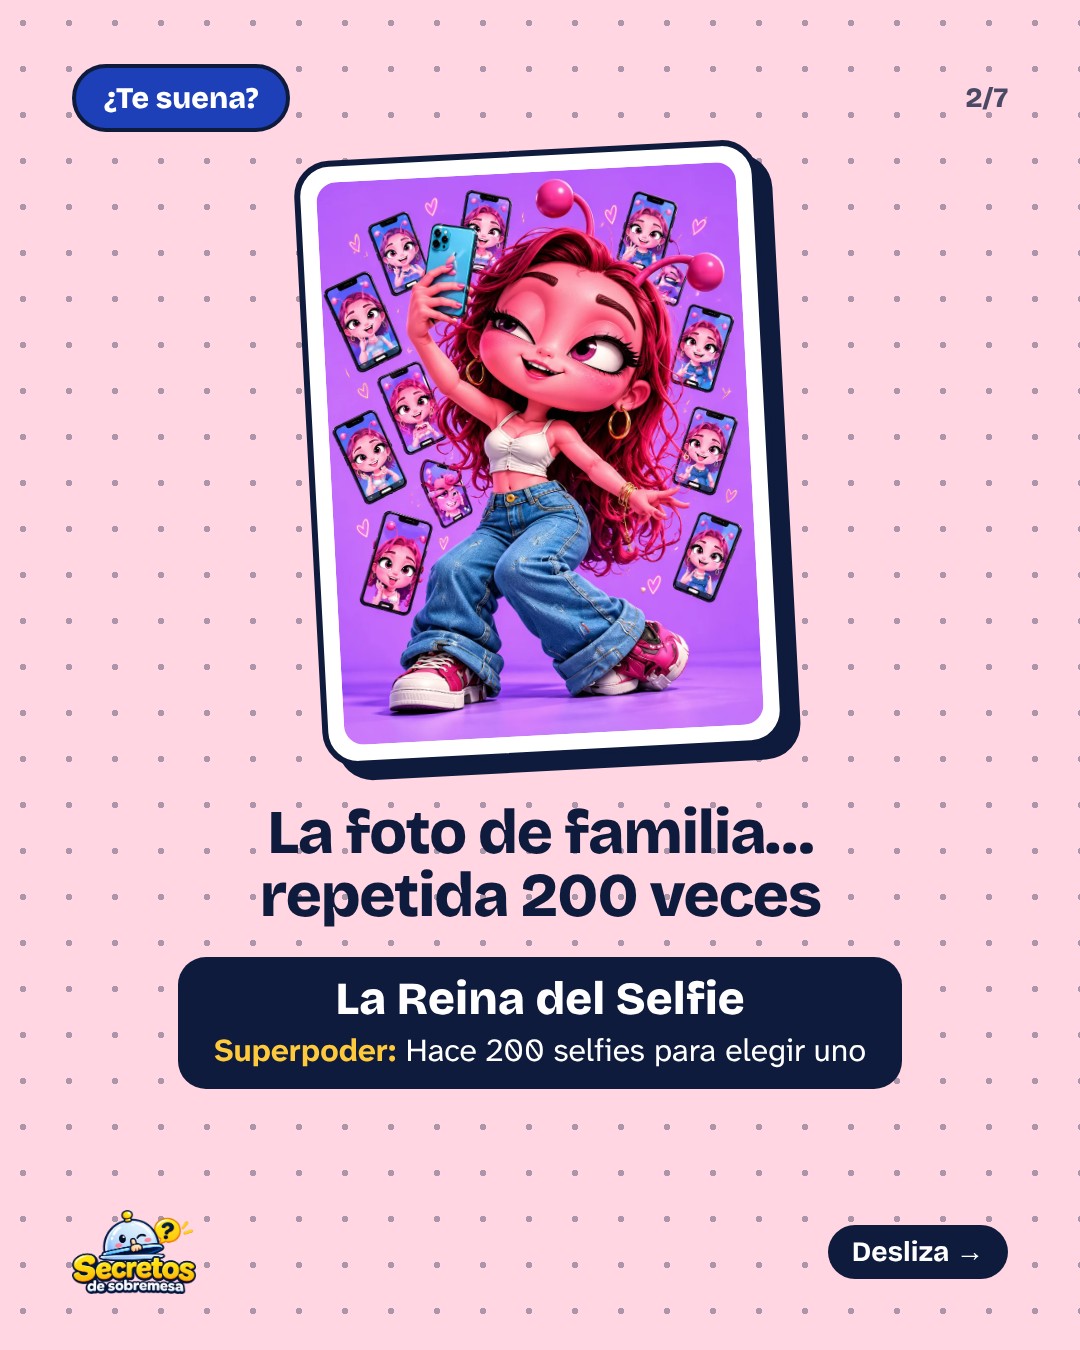 ¿Te suena?
2/7
La foto de familia...
repetida 200 veces
La Reina del Selfie
Superpoder: Hace 200 selfies para elegir uno
?
Secretos
de sobremesa
Desliza →